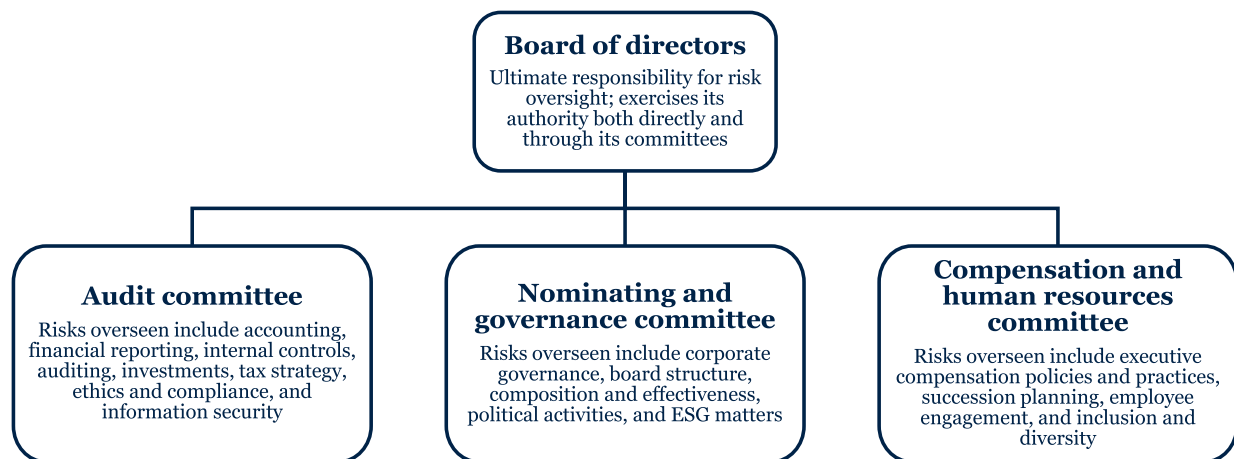 Board of directors
Ultimate responsibility for risk
oversight; exercises its
authority both directly and
through its committees
Audit committee
Risks overseen include accounting,
financial reporting, internal controls,
auditing, investments, tax strategy,
ethics and compliance, and
information security
Nominating and
governance committee
Risks overseen include corporate
governance, board structure,
composition and effectiveness,
political activities, and ESG matters
Compensation and
human resources
committee
Risks overseen include executive
compensation policies and practices,
succession planning, employee
engagement, and inclusion and
diversity